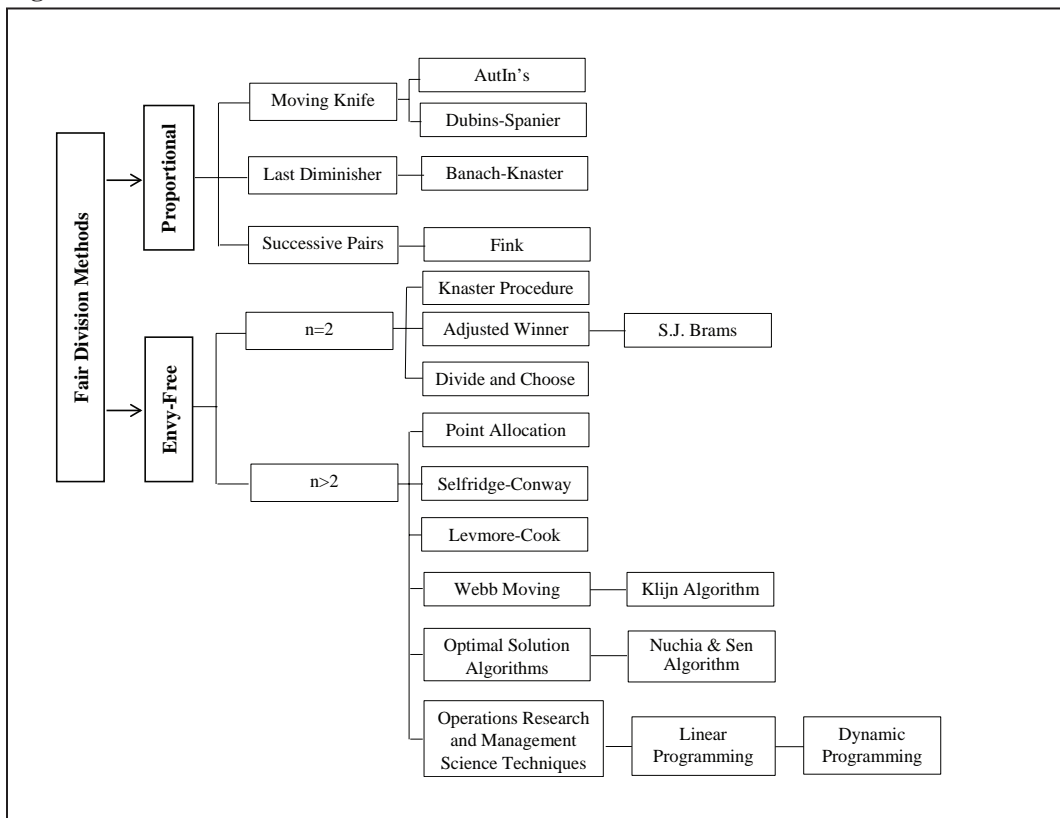 Fair Division Methods
Proportional
Moving Knife
AutIn's
Dubins-Spanier
Last Diminisher
Banach-Knaster
Successive Pairs
Fink
Envy-Free
n=2
Knaster Procedure
Adjusted Winner
S.J. Brams
Divide and Choose
n>2
Point Allocation
Selfridge-Conway
Levmore-Cook
Webb Moving
Klijn Algorithm
Optimal Solution
Algorithms
Nuchia & Sen
Algorithm
Operations Research
and Management
Science Techniques
Linear
Programming
Dynamic
Programming